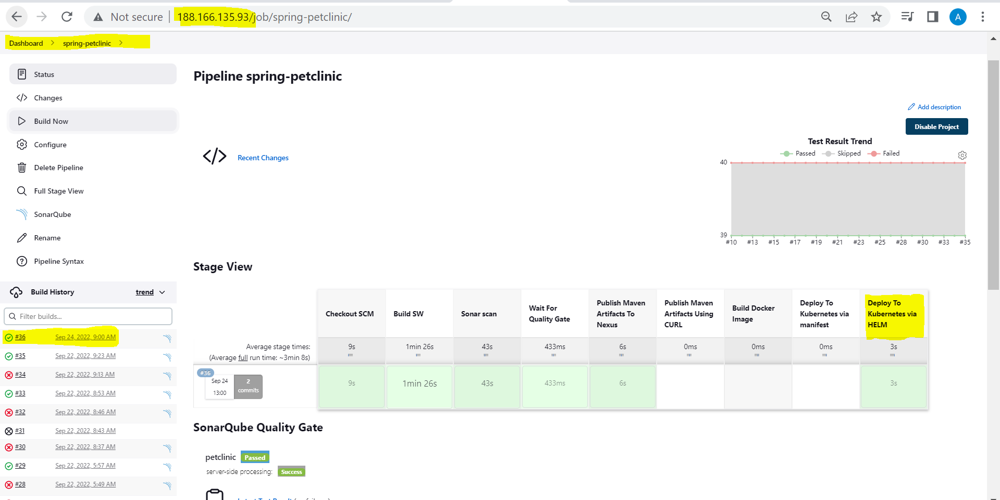 Not secure | 188.166.135.93/job/spring-petclinic/
A
Dashboard > spring-petclinic >
Status
Changes
Build Now
Configure
Delete Pipeline
Full Stage View
SonarQube
Rename
Pipeline Syntax
Build History trend
Filter builds...
#36 Sep 24, 2022, 9:00 AM
#35 Sep 22, 2022, 9:23 AM
#34 Sep 22, 2022, 9:13 AM
#33 Sep 22, 2022, 8:53 AM
#32 Sep 22, 2022, 8:46 AM
#31 Sep 22, 2022, 8:43 AM
#30 Sep 22, 2022, 8:37 AM
#29 Sep 22, 2022, 5:57 AM
#28 Sep 22, 2022, 5:49 AM
Pipeline spring-petclinic
Add description
Disable Project
Recent Changes
Test Result Trend
Passed Skipped Failed
40
39
#10 #13 #15 #17 #19 #21 #23 #25 #28 #30 #33 #35
Stage View
Checkout SCM
Build SW
Sonar scan
Wait For
Quality Gate
Publish Maven
Artifacts To
Nexus
Publish Maven
Artifacts Using
CURL
Build Docker
Image
Deploy To
Kubernetes via
manifest
Deploy To
Kubernetes via
HELM
Average stage times:
(Average full run time: ~3min 8s)
9s 1min 26s 43s 433ms 6s 0ms 0ms 0ms 3s
#36
Sep 24
13:00
2
commits
9s 1min 26s 43s 433ms 6s 3s
SonarQube Quality Gate
petclinic Passed
server-side processing: Success